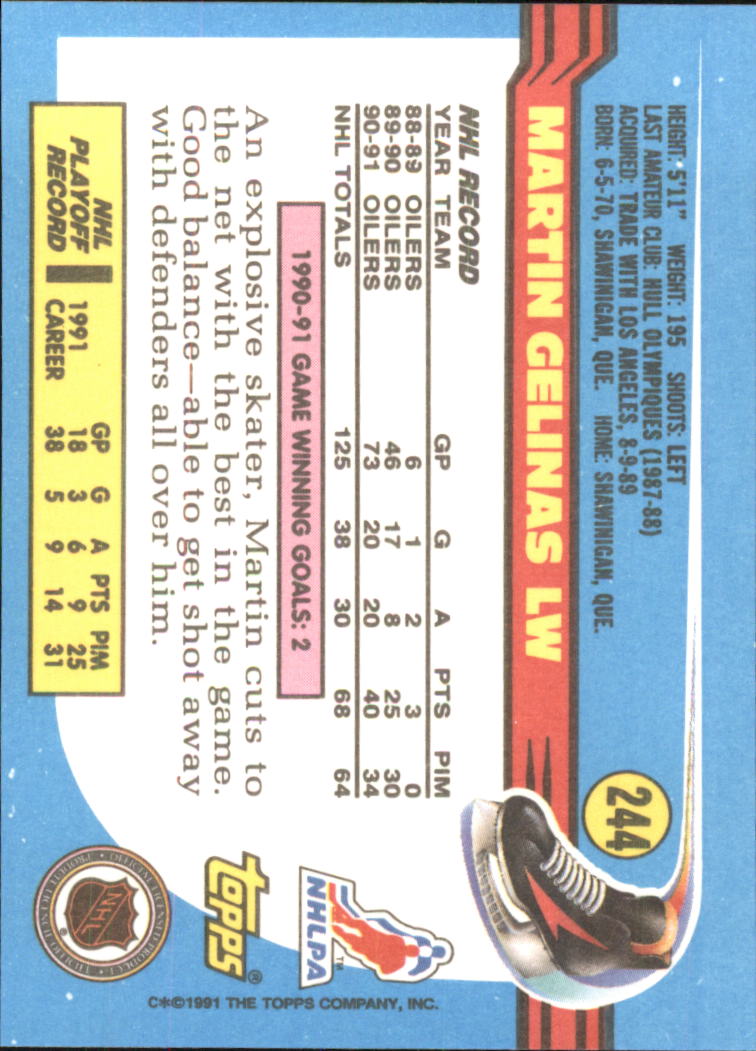 HEIGHT: 5'11" WEIGHT: 195 SHOOTS: LEFT
LAST AMATEUR CLUB: HULL OLYMPIQUES (1987-88)
ACQUIRED: TRADE WITH LOS ANGELES, 8-9-89
BORN: 6-5-70, SHAWINIGAN, QUE. HOME: SHAWINIGAN, QUE.
244
MARTIN GELINAS LW
NHL RECORD
YEAR TEAM GP G A PTS PIM
88-89 OILERS 6 1 2 3 0
89-90 OILERS 46 17 8 25 30
90-91 OILERS 73 20 20 40 34
NHL TOTALS 125 38 30 68 64
1990-91 GAME WINNING GOALS: 2
An explosive skater, Martin cuts to
the net with the best in the game.
Good balance—able to get shot away
with defenders all over him.
NHL PLAYOFF RECORD
GP G A PTS PIM
1991 18 3 6 9 25
CAREER 38 5 9 14 31
NHLPA™
TOPPS®
NHL®
OFFICIAL LICENSED PRODUCT
C*©1991 THE TOPPS COMPANY, INC.